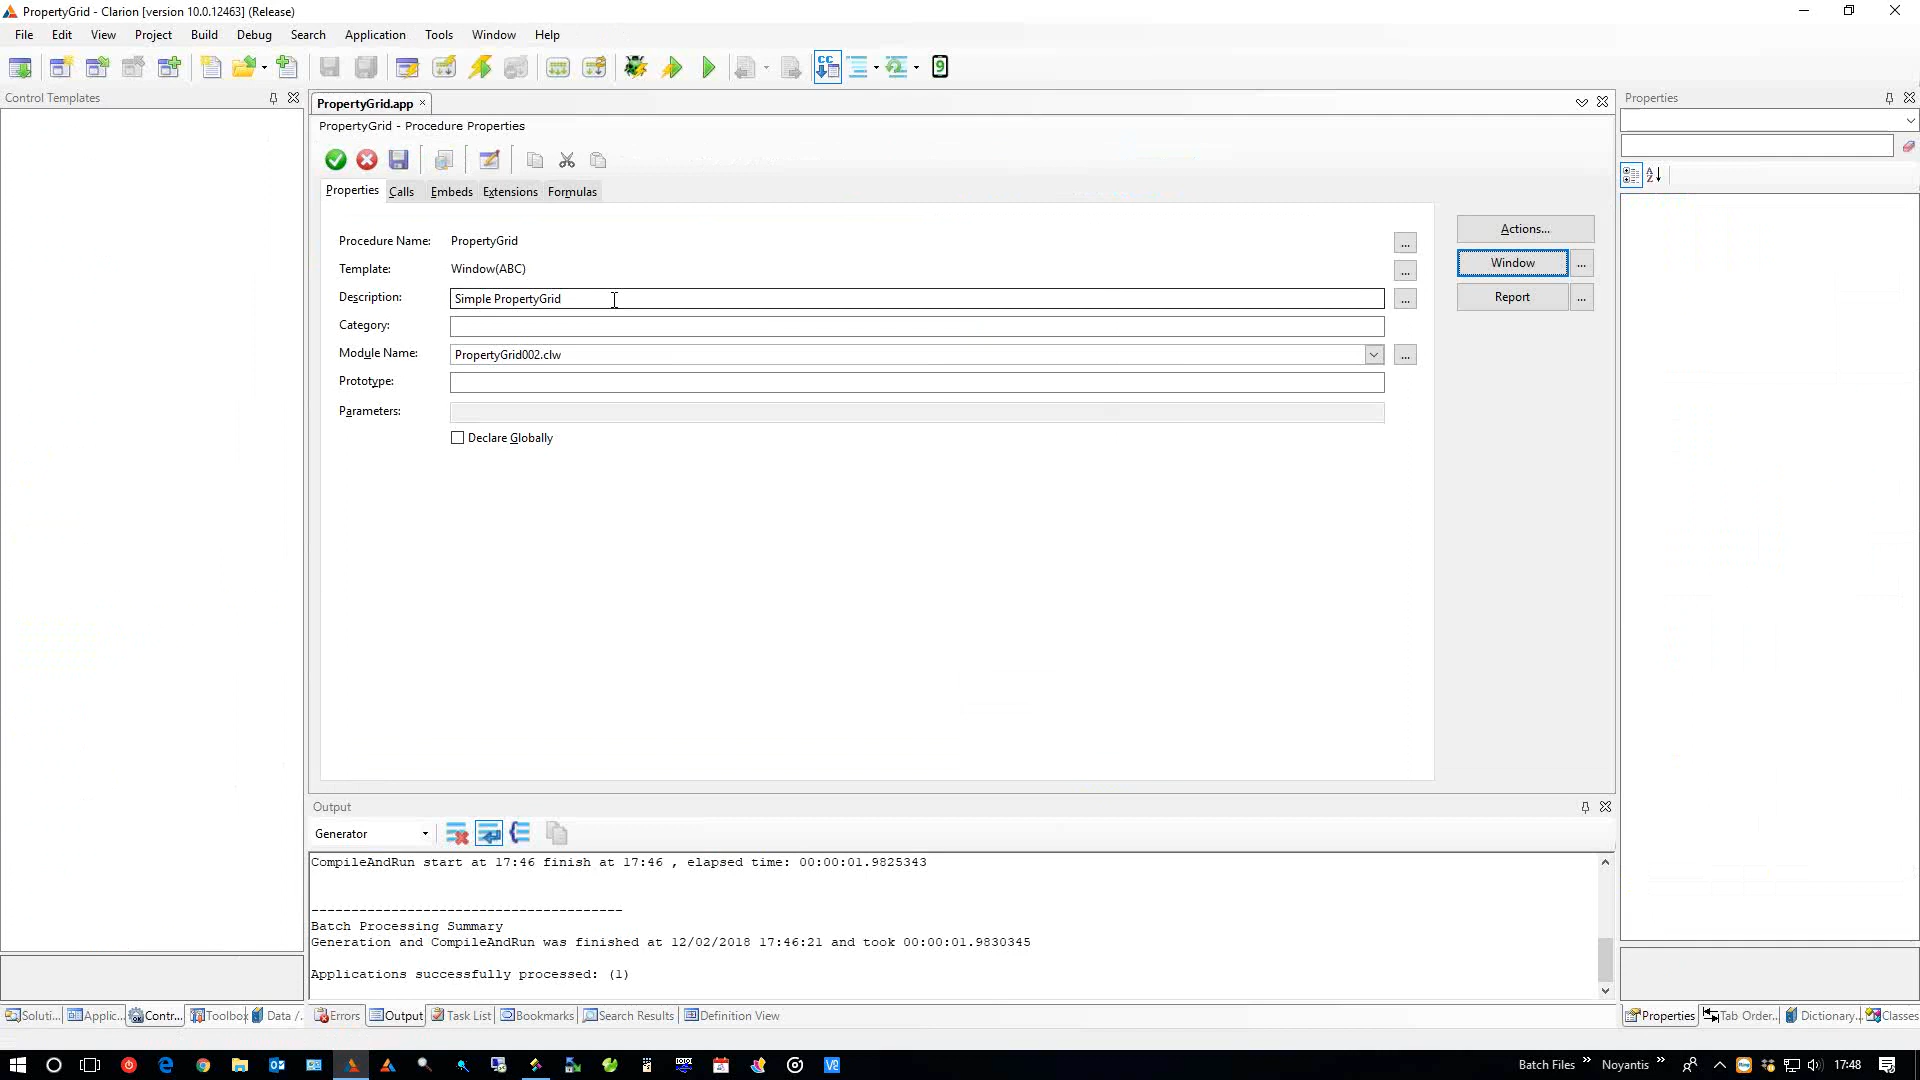 PropertyGrid - Clarion [version 10.0.12463] (Release)
File Edit View Project Build Debug Search Application Tools Window Help
Control Templates
PropertyGrid.app
Properties
PropertyGrid - Procedure Properties
Properties Calls Embeds Extensions Formulas
Procedure Name: PropertyGrid ...
Actions...
Template: Window(ABC) ...
Window ...
Description: Simple PropertyGrid ...
Report ...
Category:
Module Name: PropertyGrid002.clw ...
Prototype:
Parameters:
Declare Globally
Output
Generator
CompileAndRun start at 17:46 finish at 17:46 , elapsed time: 00:00:01.9825343
---------------------------------------
Batch Processing Summary
Generation and CompileAndRun was finished at 12/02/2018 17:46:21 and took 00:00:01.9830345
Applications successfully processed: (1)
Soluti... Applic... Contr... Toolbox Data /... Errors Output Task List Bookmarks Search Results Definition View Properties Tab Order... Dictionary... Classes
Batch Files Noyantis 17:48